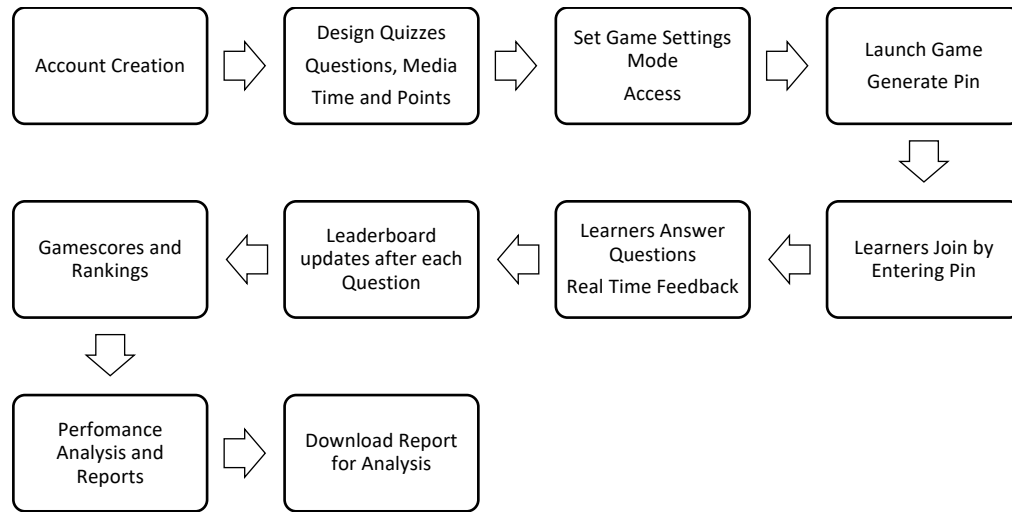 Account Creation
Design Quizzes
Questions, Media
Time and Points
Set Game Settings
Mode
Access
Launch Game
Generate Pin
Learners Join by
Entering Pin
Learners Answer
Questions
Real Time Feedback
Leaderboard
updates after each
Question
Gamescores and
Rankings
Perfomance
Analysis and
Reports
Download Report
for Analysis